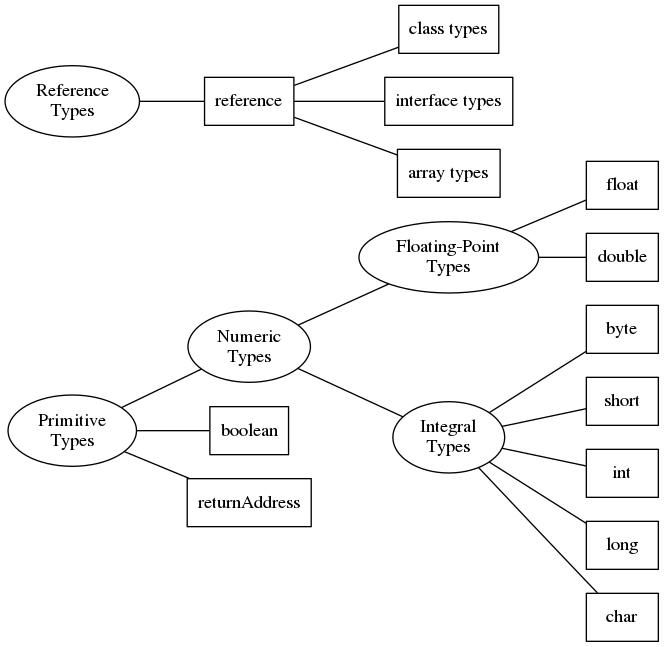 class types
Reference
Types
reference
interface types
array types
float
Floating-Point
Types
double
Numeric
Types
byte
Primitive
Types
boolean
Integral
Types
short
int
returnAddress
long
char